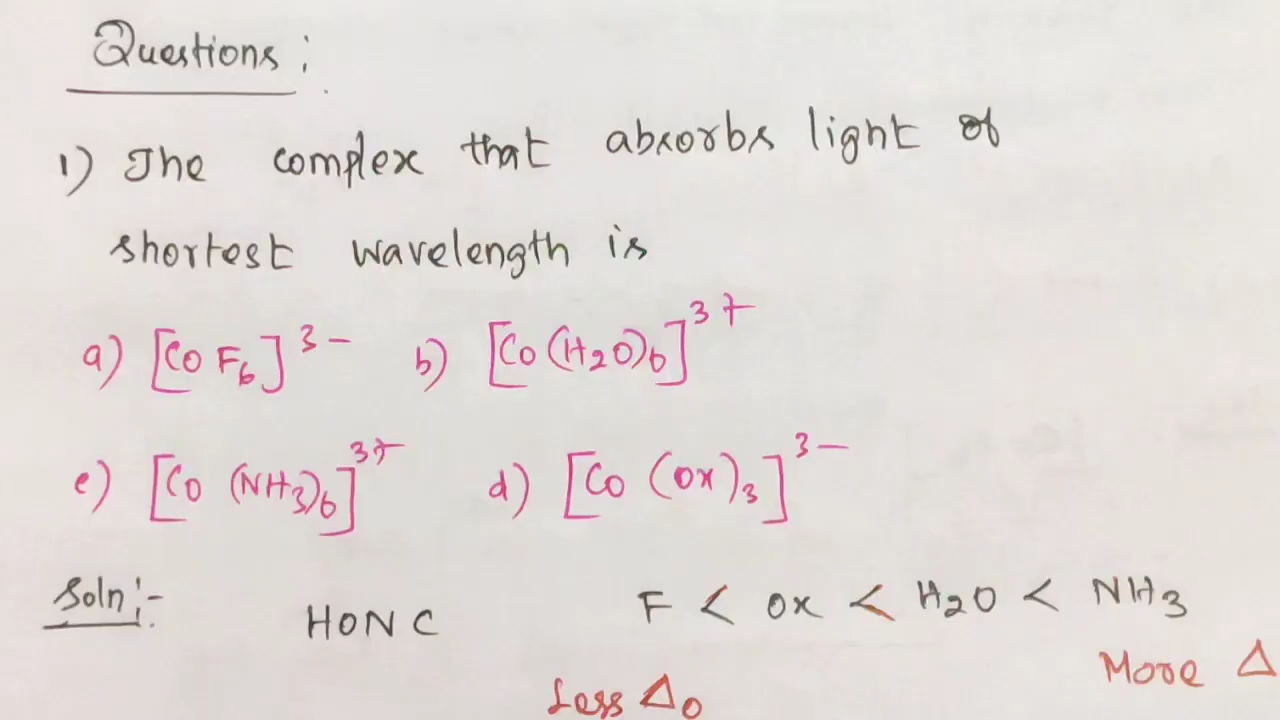 Questions :
1) The complex that absorbs light of
shortest wavelength is
a) [CoF6]3- b) [Co(H2O)6]3+
c) [Co(NH3)6]3+ d) [Co(ox)3]3-
Soln:- HONC F < ox < H2O < NH3
Less Δo More Δ